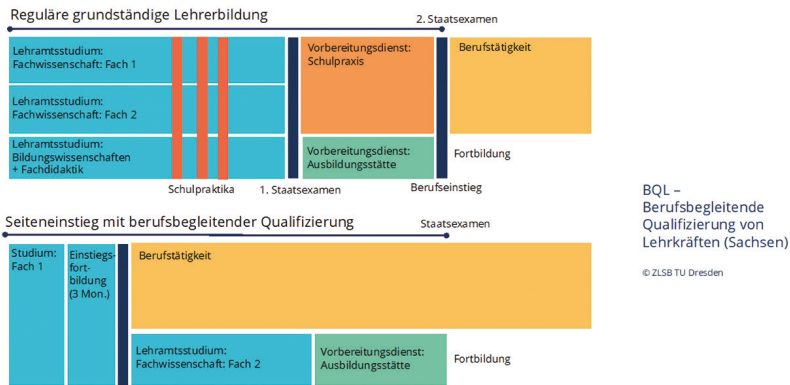 Reguläre grundständige Lehrerbildung
2. Staatsexamen
Lehramtsstudium:
Fachwissenschaft: Fach 1
Vorbereitungsdienst:
Schulpraxis
Berufstätigkeit
Lehramtsstudium:
Fachwissenschaft: Fach 2
Lehramtsstudium:
Bildungswissenschaften
+ Fachdidaktik
Vorbereitungsdienst:
Ausbildungsstätte
Fortbildung
Schulpraktika
1. Staatsexamen
Berufseinstieg
Seiteneinstieg mit berufsbegleitender Qualifizierung
Staatsexamen
Studium:
Fach 1
Einstiegs-
fort-
bildung
(3 Mon.)
Berufstätigkeit
Lehramtsstudium:
Fachwissenschaft: Fach 2
Vorbereitungsdienst:
Ausbildungsstätte
Fortbildung
BQL –
Berufsbegleitende
Qualifizierung von
Lehrkräften (Sachsen)
© ZLSB TU Dresden